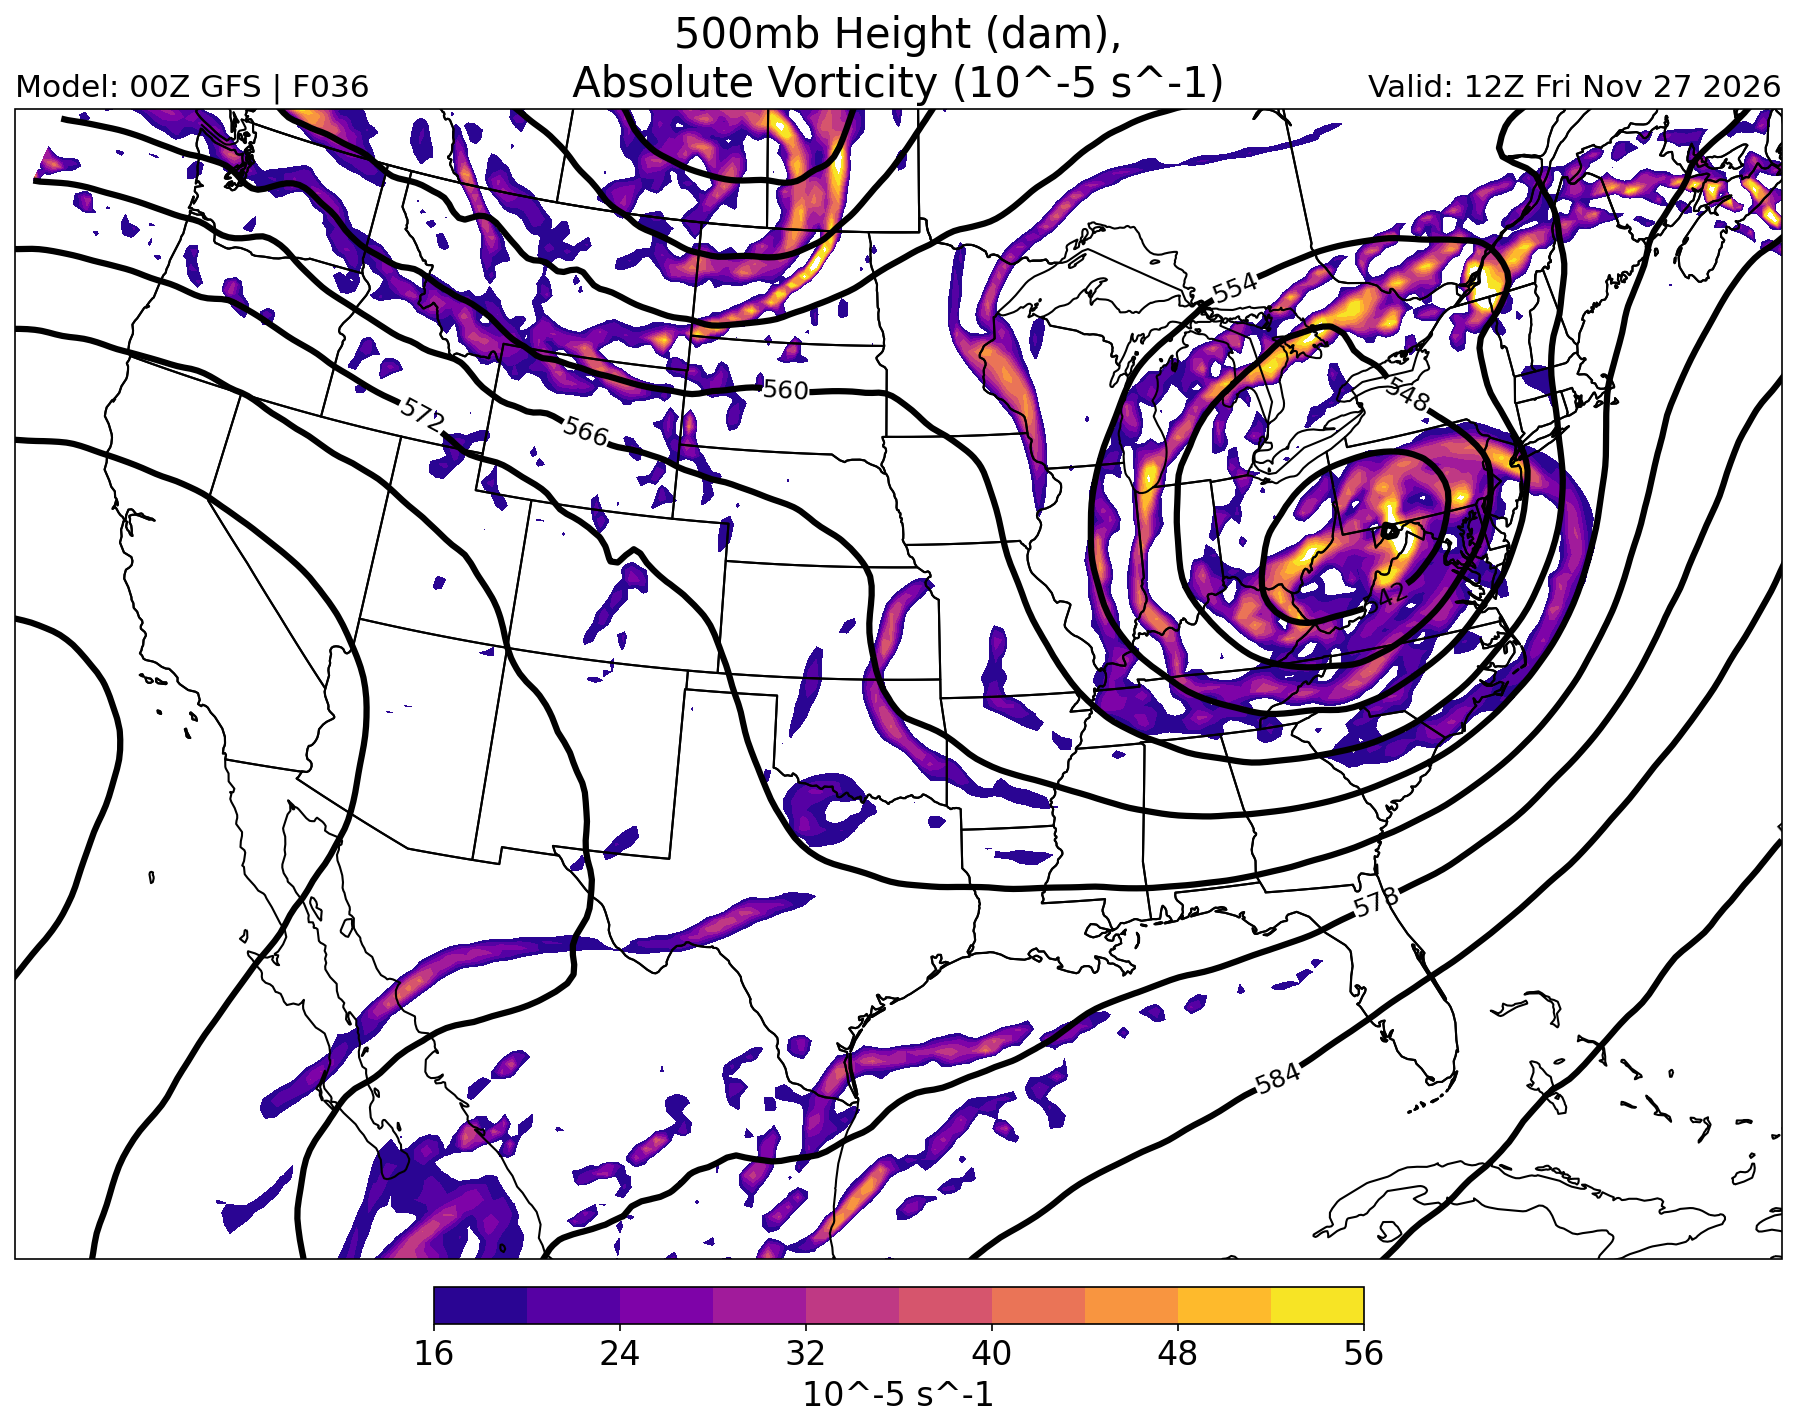 500mb Height (dam),
Absolute Vorticity (10^-5 s^-1)
Model: 00Z GFS | F036
Valid: 12Z Fri Nov 27 2026
554
548
560
572
566
542
578
584
16 24 32 40 48 56
10^-5 s^-1